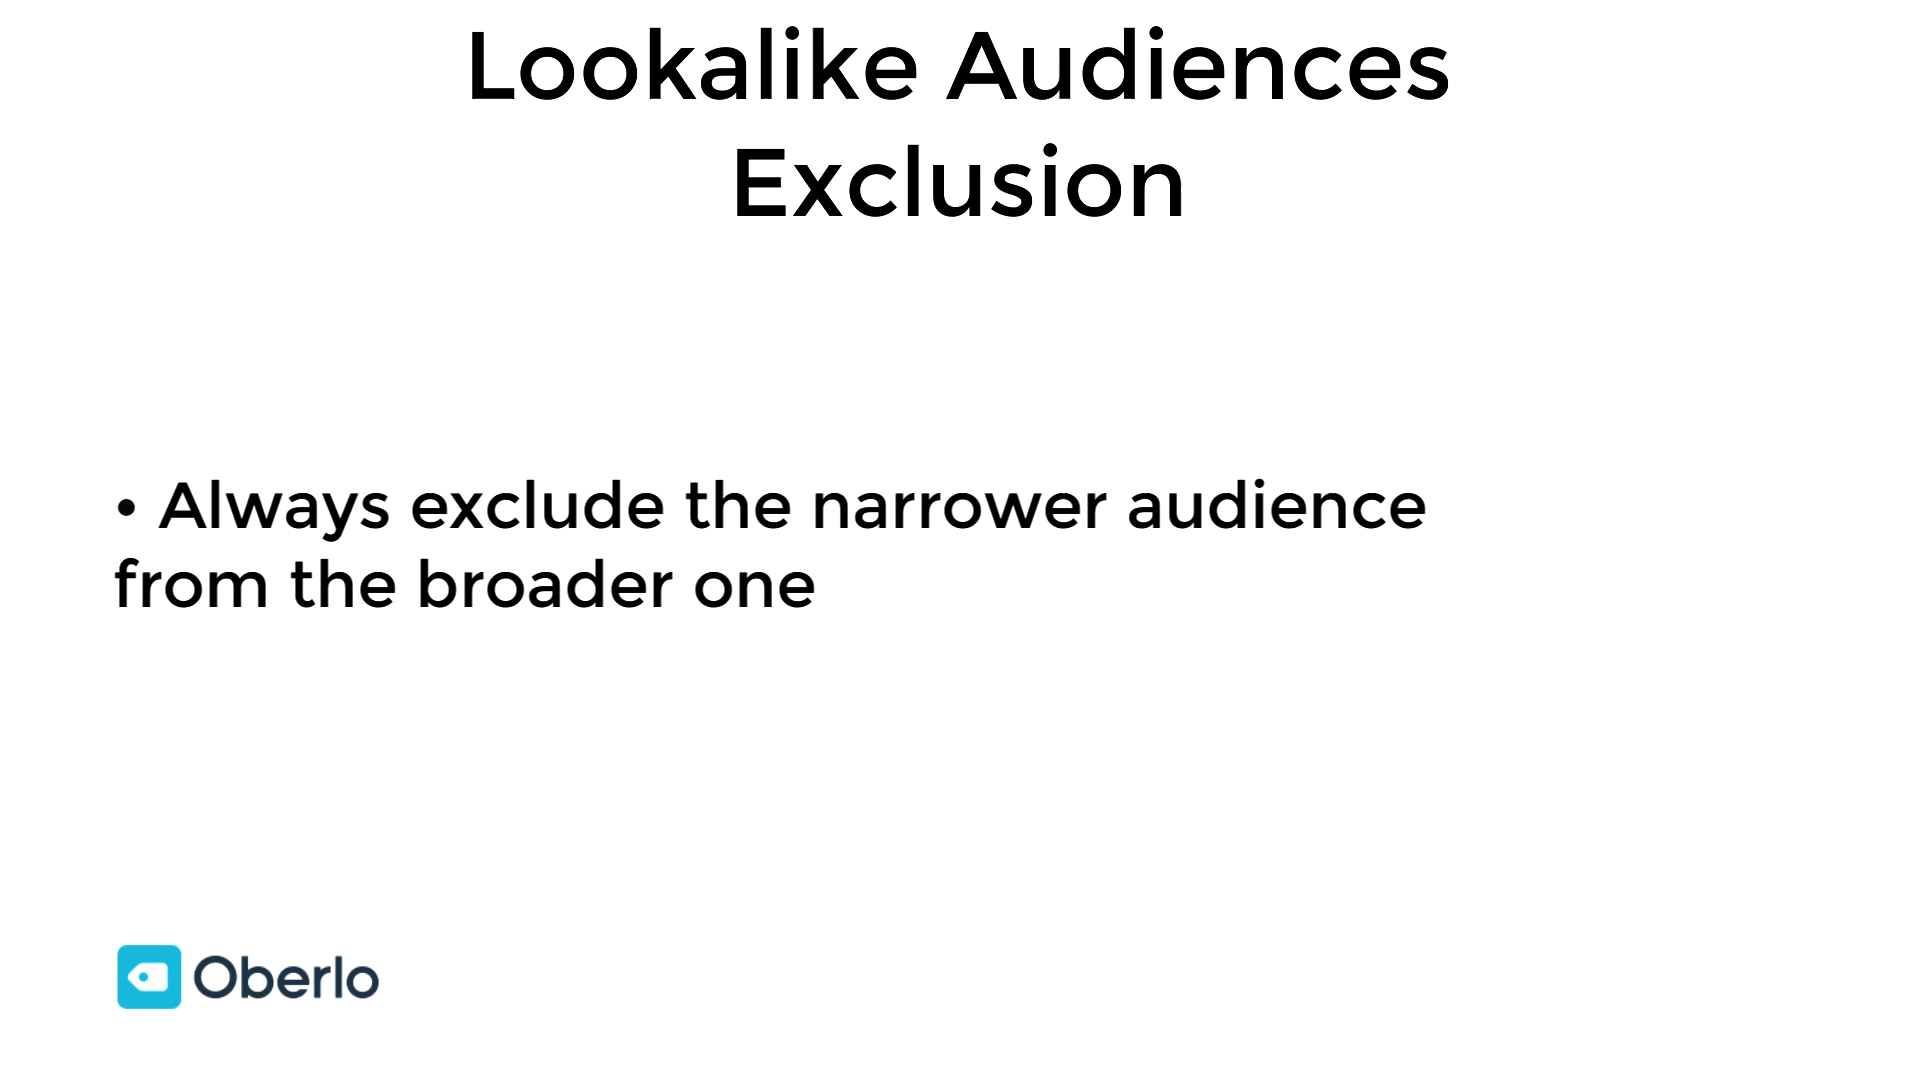 Lookalike Audiences
Exclusion
• Always exclude the narrower audience
from the broader one
Oberlo